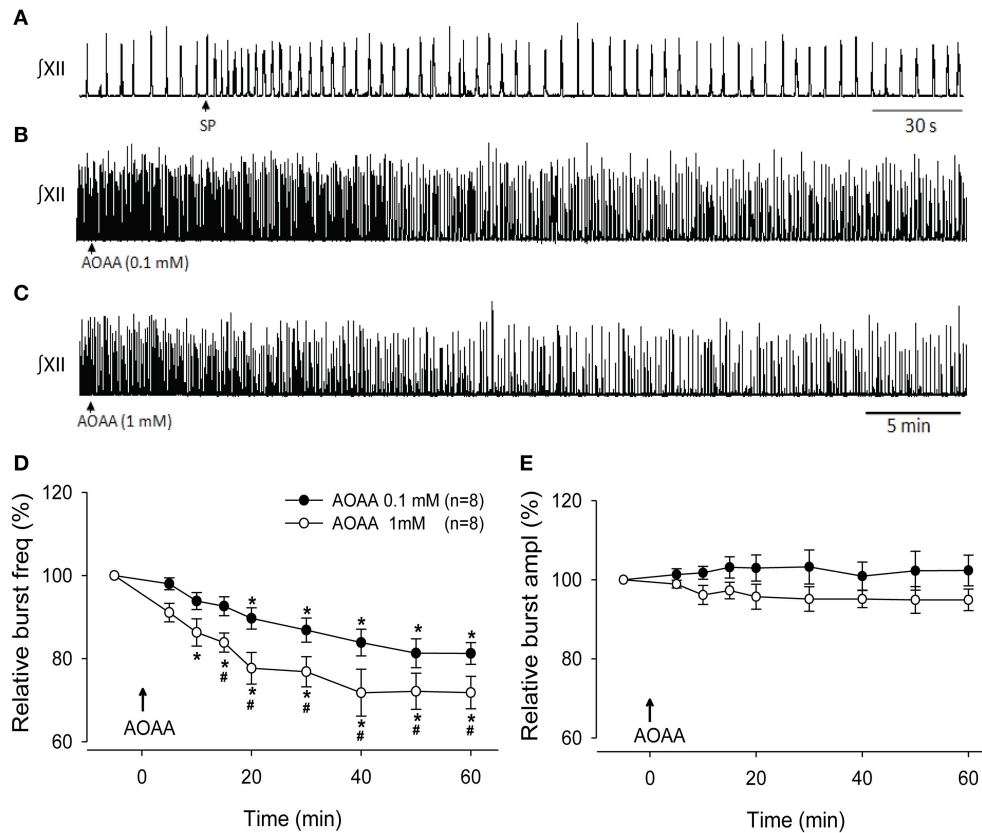 A
∫XII
SP
30 s
B
∫XII
AOAA (0.1 mM)
C
∫XII
AOAA (1 mM)
5 min
D
120
100
80
60
Relative burst freq (%)
AOAA 0.1 mM (n=8)
AOAA 1mM (n=8)
* * * * *
* * * * * * *
# # # # # #
AOAA
0 20 40 60
Time (min)
E
120
100
80
60
Relative burst ampl (%)
AOAA
0 20 40 60
Time (min)